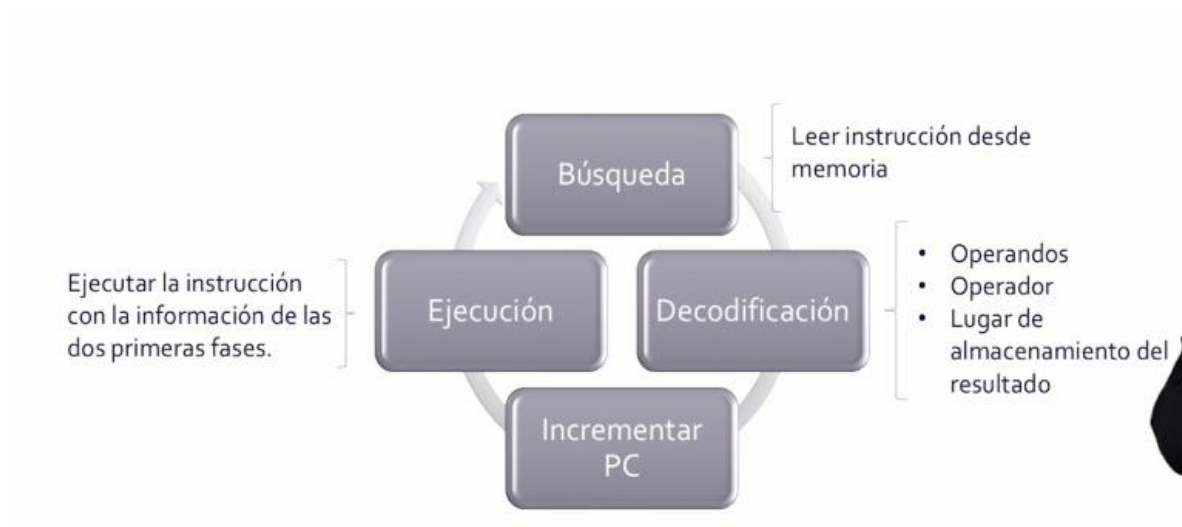 Búsqueda
Leer instrucción desde
memoria
Decodificación
• Operandos
• Operador
• Lugar de
almacenamiento del
resultado
Incrementar
PC
Ejecución
Ejecutar la instrucción
con la información de las
dos primeras fases.